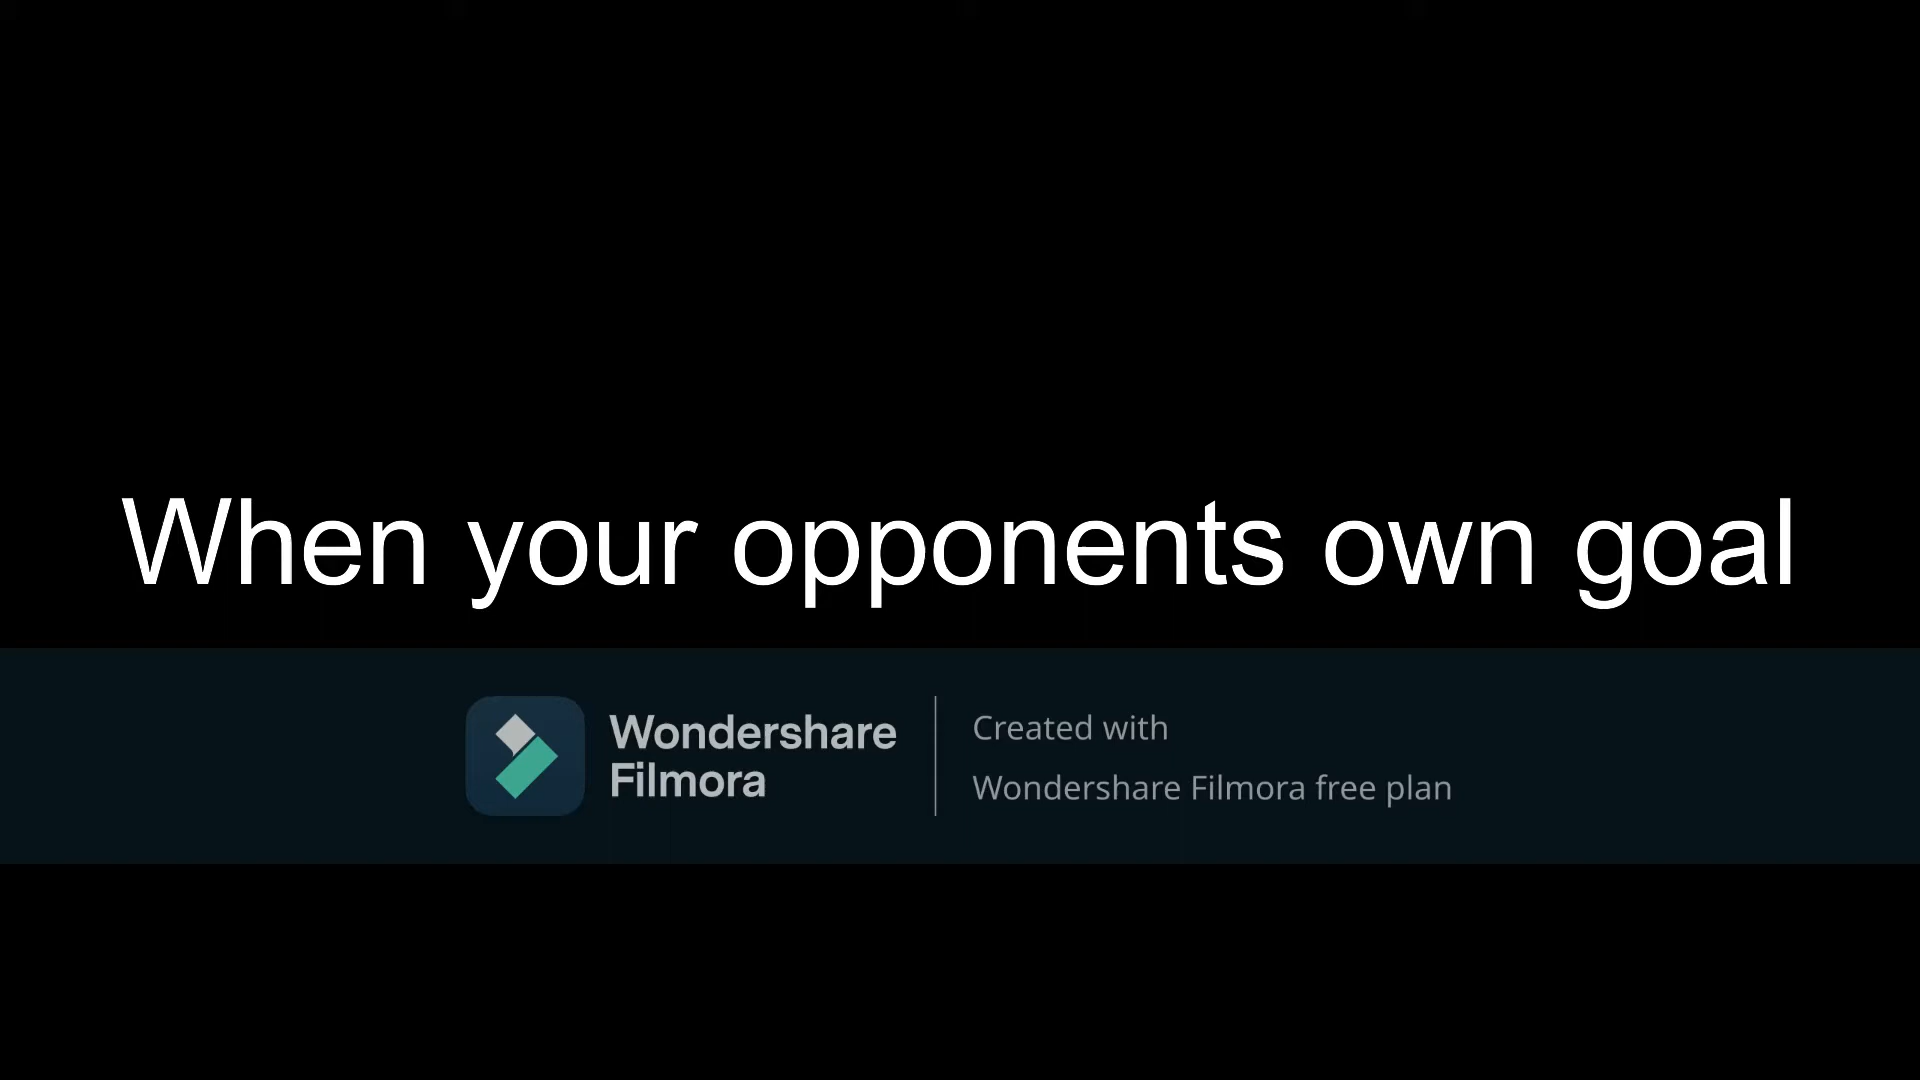 When your opponents own goal
Wondershare
Filmora
Created with
Wondershare Filmora free plan